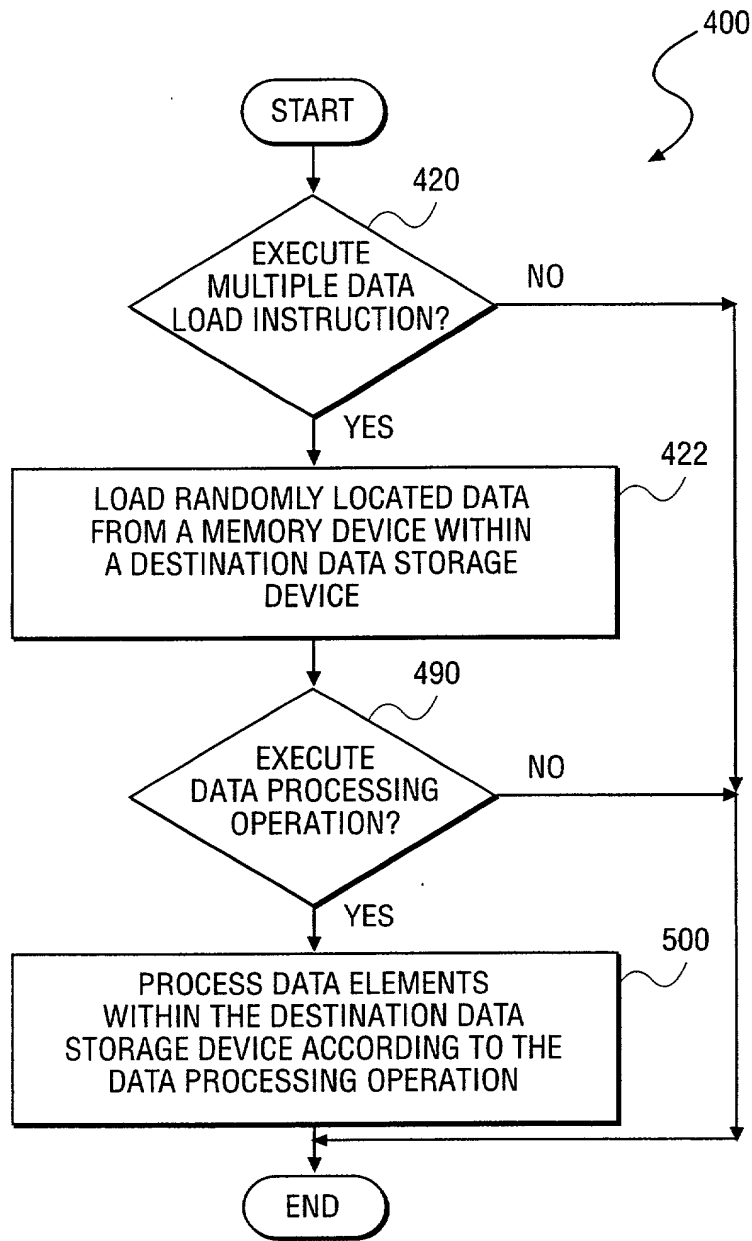 400
START
420
EXECUTE
MULTIPLE DATA
LOAD INSTRUCTION?
NO
YES
422
LOAD RANDOMLY LOCATED DATA
FROM A MEMORY DEVICE WITHIN
A DESTINATION DATA STORAGE
DEVICE
490
EXECUTE
DATA PROCESSING
OPERATION?
NO
YES
500
PROCESS DATA ELEMENTS
WITHIN THE DESTINATION DATA
STORAGE DEVICE ACCORDING TO THE
DATA PROCESSING OPERATION
END